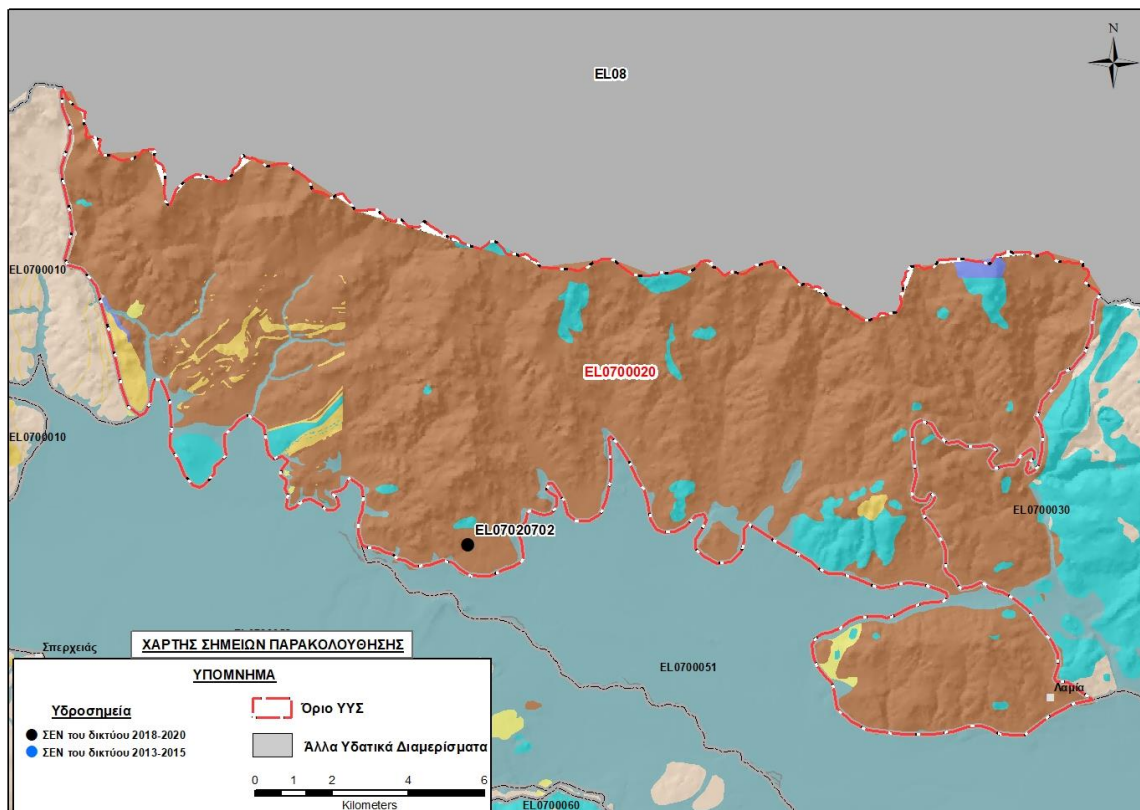 N
EL08
EL0700010
EL0700020
EL0700010
EL0700030
EL07020702
Σπερχειάς
EL0700051
Λαμία
ΧΑΡΤΗΣ ΣΗΜΕΙΩΝ ΠΑΡΑΚΟΛΟΥΘΗΣΗΣ
ΥΠΟΜΝΗΜΑ
Υδροσημεία
ΣΕΝ του δικτύου 2018-2020
ΣΕΝ του δικτύου 2013-2015
Όριο ΥΥΣ
Άλλα Υδατικά Διαμερίσματα
0 1 2 4 6
Kilometers
EL0700060